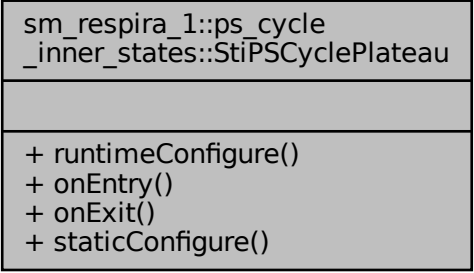 sm_respira_1::ps_cycle
_inner_states::StiPSCyclePlateau
+ runtimeConfigure()
+ onEntry()
+ onExit()
+ staticConfigure()